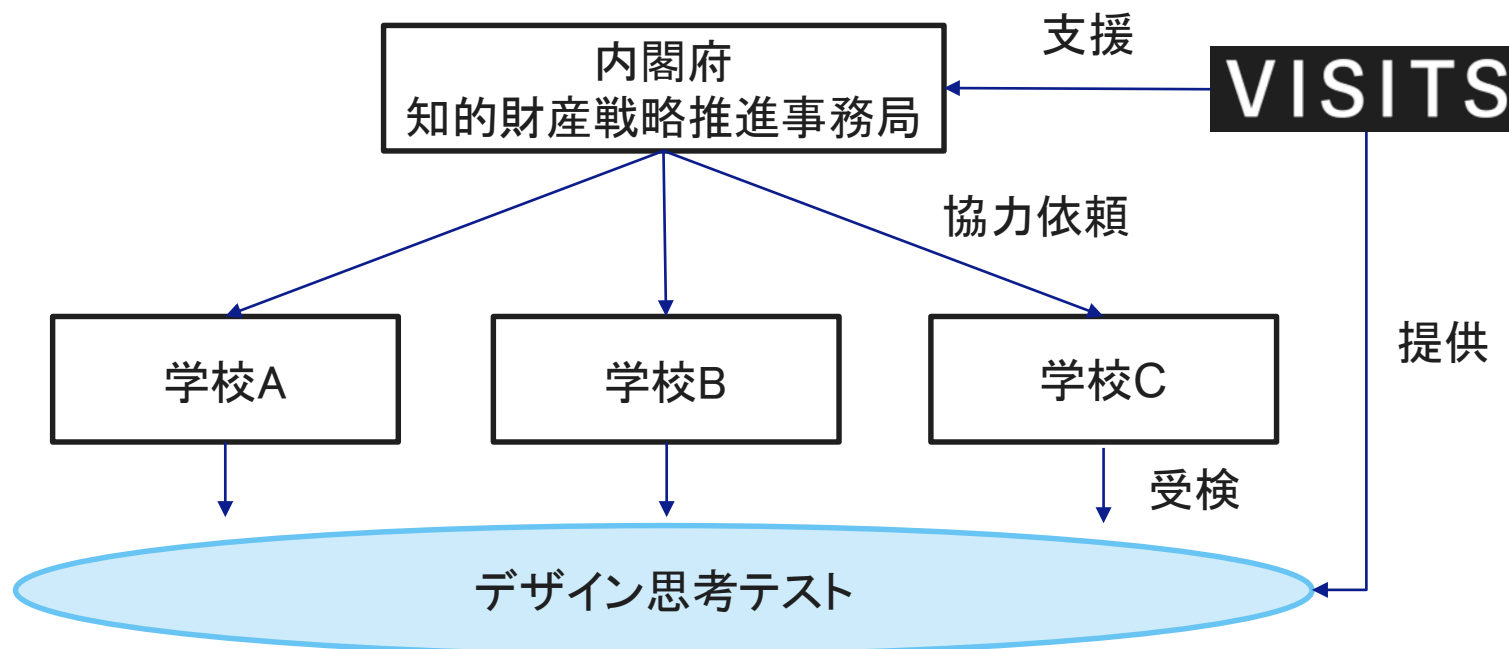 支援
内閣府
知的財産戦略推進事務局
VISITS
協力依頼
提供
学校A
学校B
学校C
受検
デザイン思考テスト